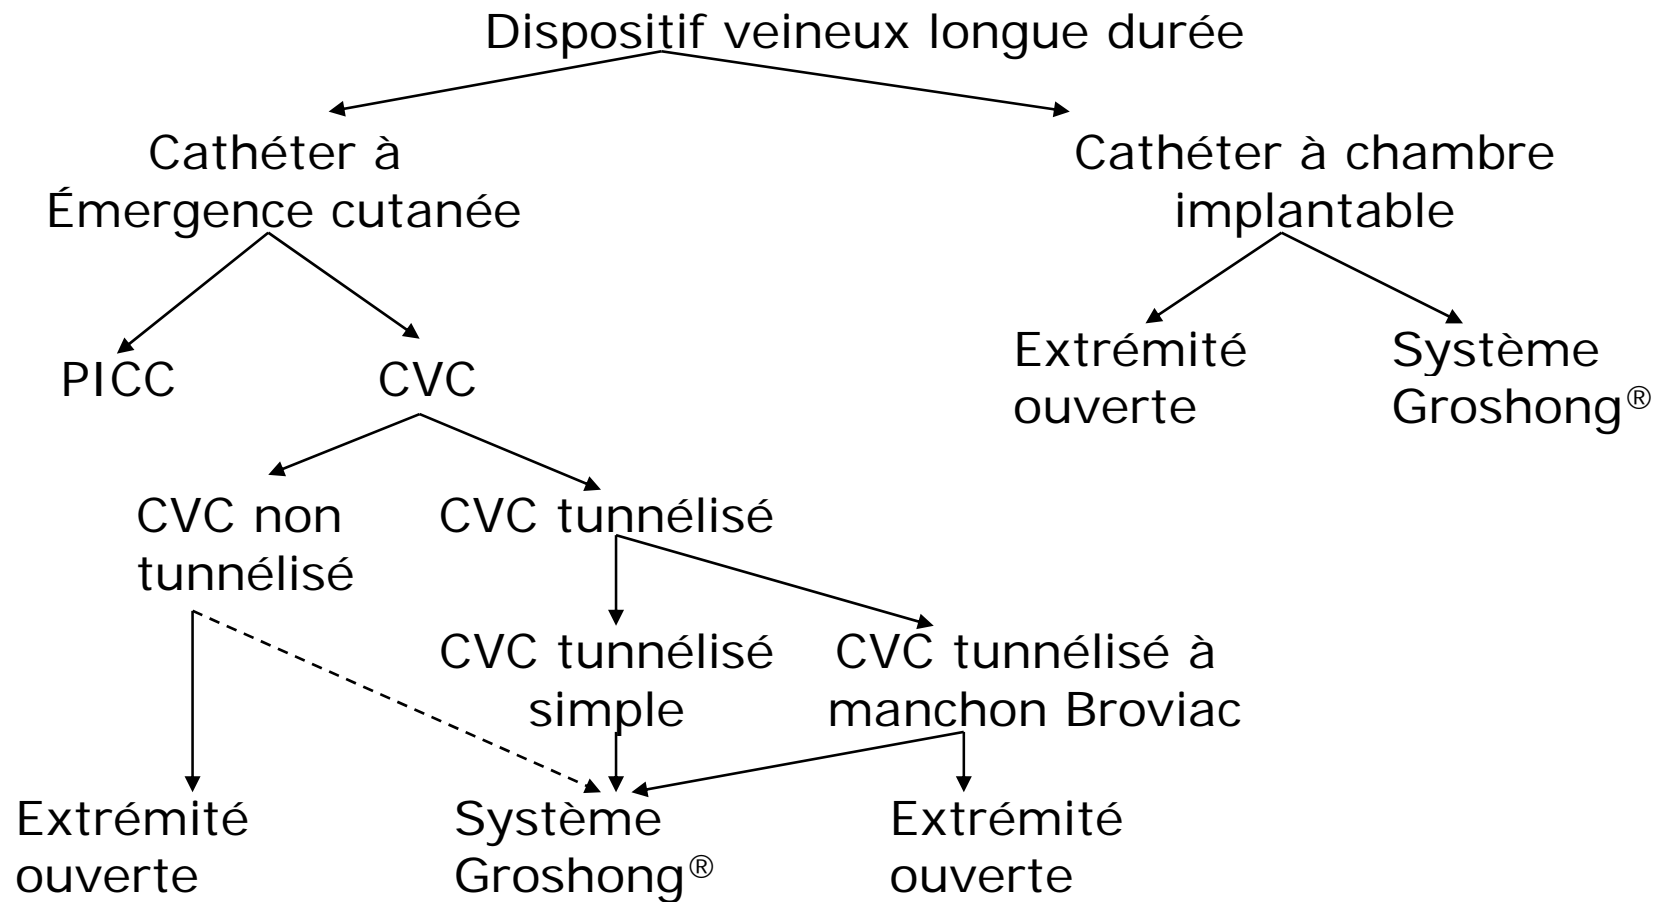 Dispositif veineux longue durée
Cathéter à
Émergence cutanée
Cathéter à chambre
implantable
PICC
CVC
Extrémité
ouverte
Système
Groshong®
CVC non
tunnélisé
CVC tunnélisé
CVC tunnélisé
simple
CVC tunnélisé à
manchon Broviac
Extrémité
ouverte
Système
Groshong®
Extrémité
ouverte